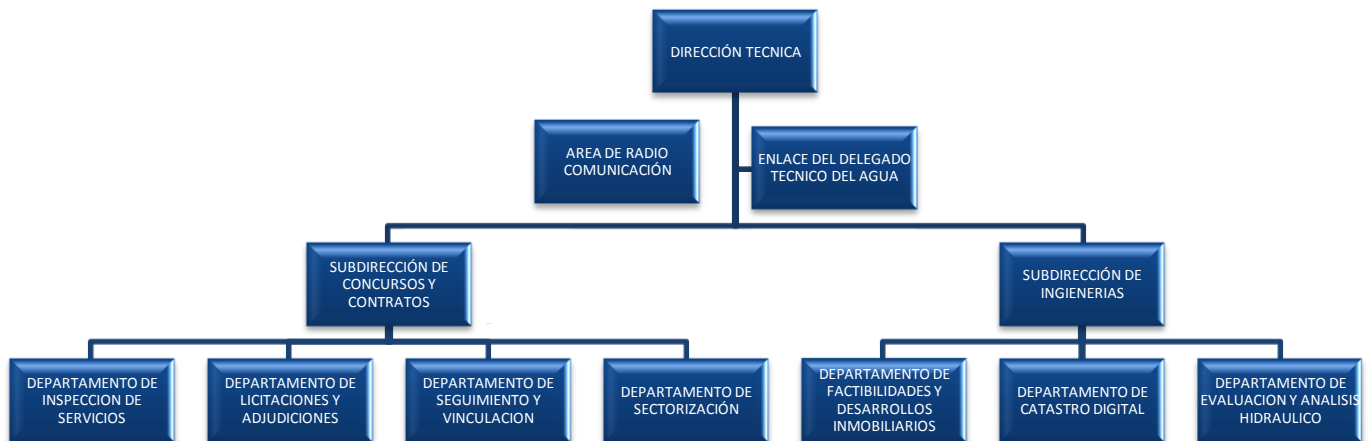 DIRECCIÓN TECNICA
AREA DE RADIO
COMUNICACIÓN
ENLACE DEL DELEGADO
TECNICO DEL AGUA
SUBDIRECCIÓN DE
CONCURSOS Y
CONTRATOS
SUBDIRECCIÓN DE
INGIENERIAS
DEPARTAMENTO DE
INSPECCION DE
SERVICIOS
DEPARTAMENTO DE
LICITACIONES Y
ADJUDICIONES
DEPARTAMENTO DE
SEGUIMIENTO Y
VINCULACION
DEPARTAMENTO DE
SECTORIZACIÓN
DEPARTAMENTO DE
FACTIBILIDADES Y
DESARROLLOS
INMOBILIARIOS
DEPARTAMENTO DE
CATASTRO DIGITAL
DEPARTAMENTO DE
EVALUACION Y ANALISIS
HIDRAULICO